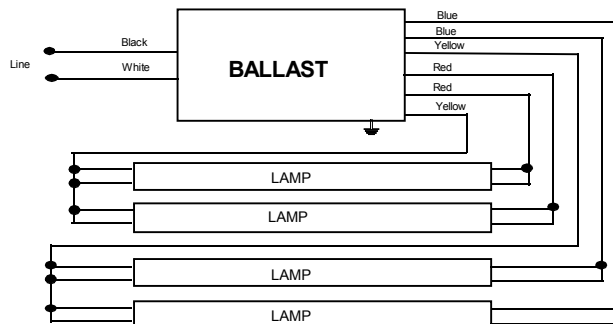 Blue
Blue
Yellow
Red
Red
Yellow
Black
Line
White
BALLAST
LAMP
LAMP
LAMP
LAMP